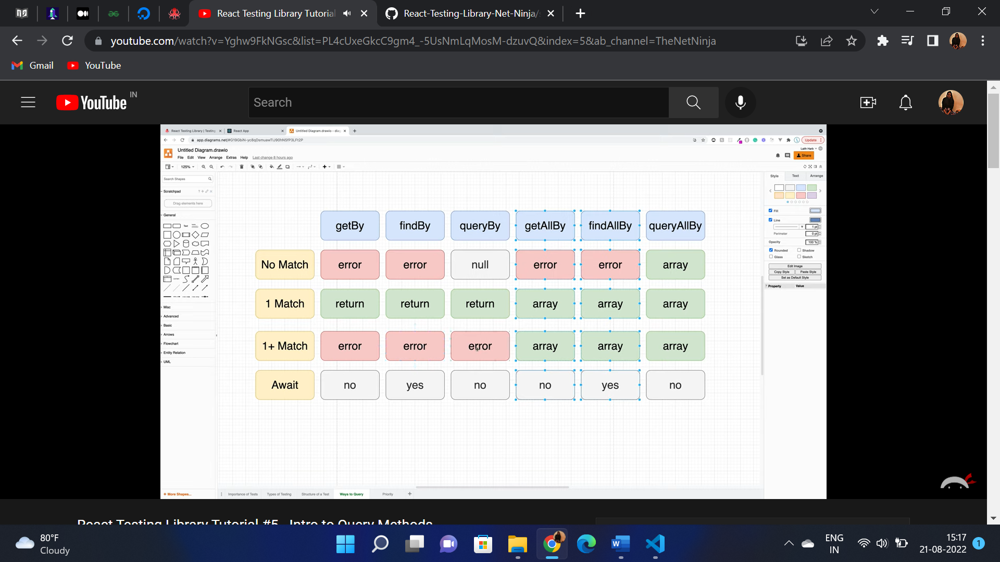 React Testing Library Tutorial
React-Testing-Library-Net-Ninja/
youtube.com/watch?v=Yghw9FkNGsc&list=PL4cUxeGkcC9gm4_-5UsNmLqMosM-dzuvQ&index=5&ab_channel=TheNetNinja
Gmail YouTube
YouTube IN
Search
React Testing Library | Testing
React App
Untitled Diagram.drawio - diag
Update
Untitled Diagram.drawio
Laith Harb
File Edit View Arrange Extras Help Last change 8 hours ago
Share
125%
Search Shapes
Scratchpad
Drag elements here
General
Text
Misc
Advanced
Basic
Arrows
Flowchart
Entity Relation
UML
+ More Shapes...
getBy findBy queryBy getAllBy findAllBy queryAllBy
No Match error error null error error array
1 Match return return return array array array
1+ Match error error error array array array
Await no yes no no yes no
Style Text Arrange
Fill
Line
1 pt
Perimeter 0 pt
Opacity 100 %
Rounded Shadow
Glass Sketch
Edit Image
Copy Style Paste Style
Set as Default Style
Property Value
Importance of Tests Types of Testing Structure of a Test Ways to Query Priority
React Testing Library Tutorial #5 - Intro to Query Methods
80°F
Cloudy
ENG
IN
15:17
21-08-2022
1